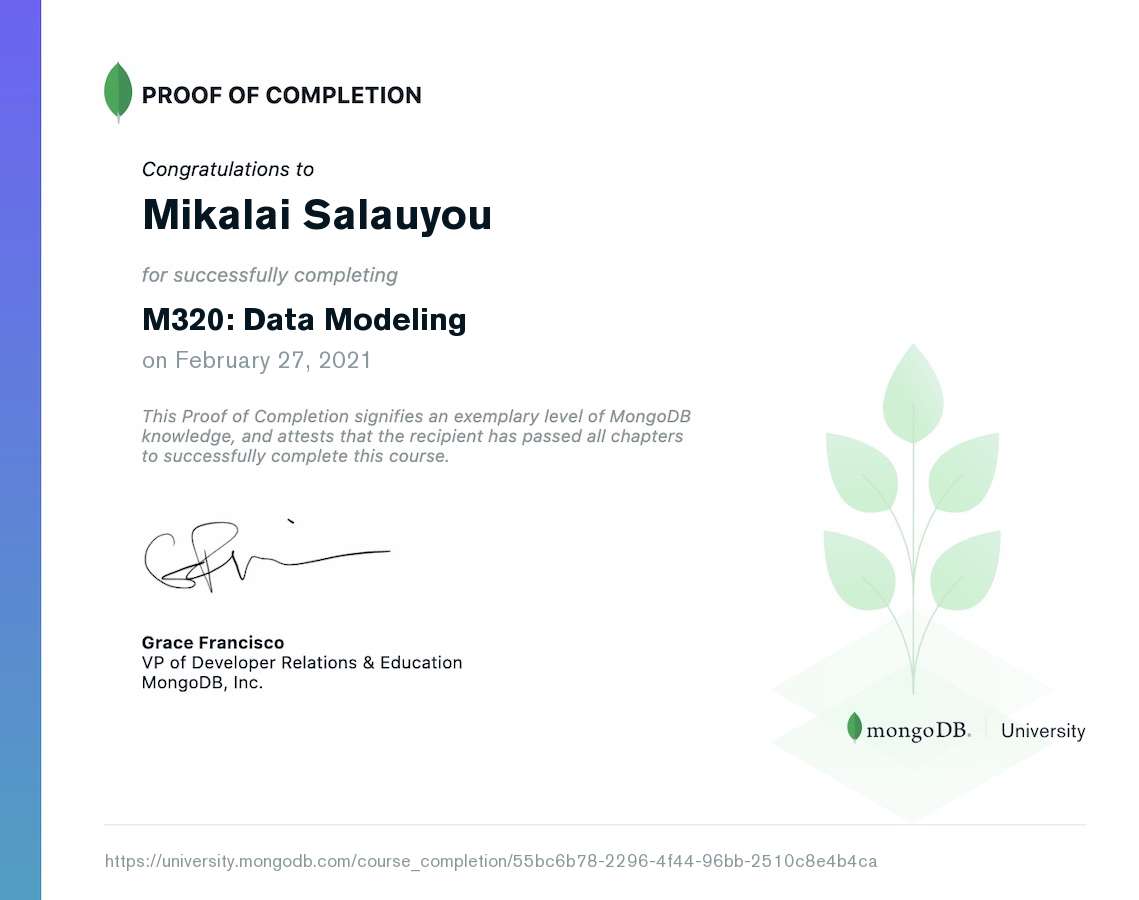 PROOF OF COMPLETION
Congratulations to
Mikalai Salauyou
for successfully completing
M320: Data Modeling
on February 27, 2021
This Proof of Completion signifies an exemplary level of MongoDB
knowledge, and attests that the recipient has passed all chapters
to successfully complete this course.
Grace Francisco
VP of Developer Relations & Education
MongoDB, Inc.
mongoDB. University
https://university.mongodb.com/course_completion/55bc6b78-2296-4f44-96bb-2510c8e4b4ca